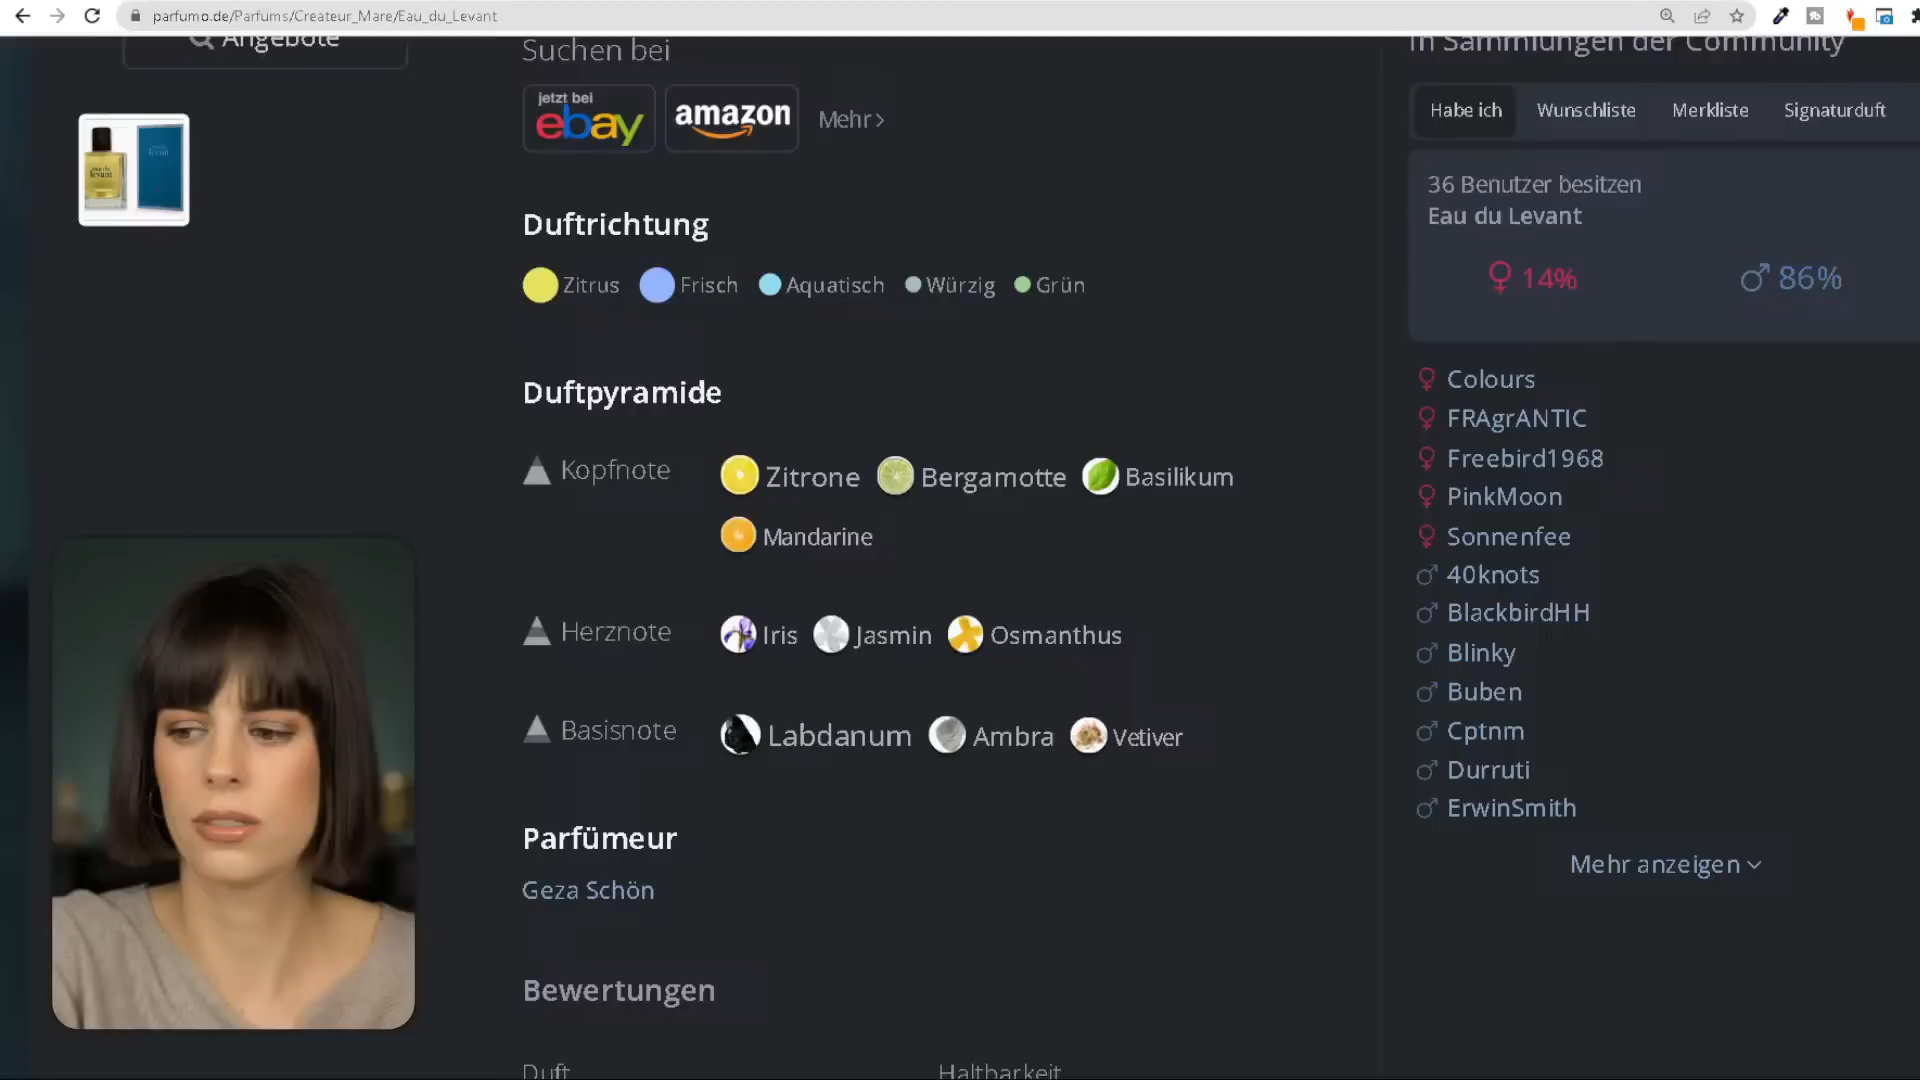 parfumo.de/Parfums/Createur_Mare/Eau_du_Levant
Angebote
levant
Suchen bei
jetzt bei
ebay
amazon
Mehr
Duftrichtung
Zitrus Frisch Aquatisch Würzig Grün
Duftpyramide
Kopfnote Zitrone Bergamotte Basilikum
Mandarine
Herznote Iris Jasmin Osmanthus
Basisnote Labdanum Ambra Vetiver
Parfümeur
Geza Schön
Bewertungen
Duft Haltbarkeit
In Sammlungen der Community
Habe ich Wunschliste Merkliste Signaturduft
36 Benutzer besitzen
Eau du Levant
14% 86%
Colours
FRAgrANTIC
Freebird1968
PinkMoon
Sonnenfee
40knots
BlackbirdHH
Blinky
Buben
Cptnm
Durruti
ErwinSmith
Mehr anzeigen